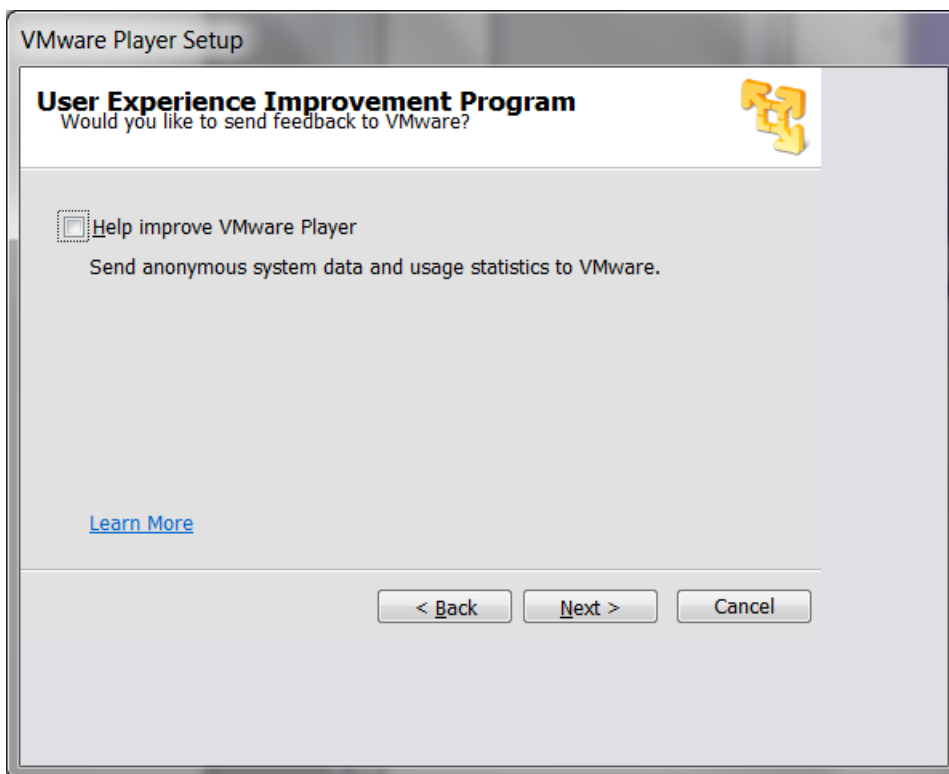 VMware Player Setup
User Experience Improvement Program
Would you like to send feedback to VMware?
Help improve VMware Player
Send anonymous system data and usage statistics to VMware.
Learn More
< Back Next > Cancel